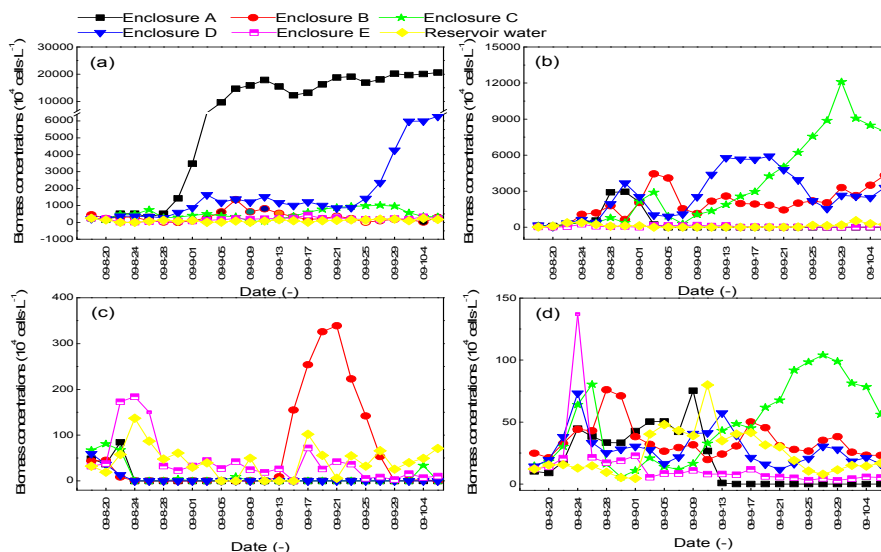 Enclosure A Enclosure B Enclosure C
Enclosure D Enclosure E Reservoir water
(a)
Biomass concentrations (10⁴ cells·L⁻¹)
30000
20000
10000
6000
5000
4000
3000
2000
1000
0
-1000
09-8-20 09-8-24 09-8-28 09-9-01 09-9-05 09-9-09 09-9-13 09-9-17 09-9-21 09-9-25 09-9-29 09-10-4
Date (-)
(b)
Biomass concentrations (10⁴ cells·L⁻¹)
15000
12000
9000
6000
3000
0
09-8-20 09-8-24 09-8-28 09-9-01 09-9-05 09-9-09 09-9-13 09-9-17 09-9-21 09-9-25 09-9-29 09-10-4
Date (-)
(c)
Biomass concentrations (10⁴ cells·L⁻¹)
400
300
200
100
0
09-8-20 09-8-24 09-8-28 09-9-01 09-9-05 09-9-09 09-9-13 09-9-17 09-9-21 09-9-25 09-9-29 09-10-4
Date (-)
(d)
Biomass concentrations (10⁴ cells·L⁻¹)
150
100
50
0
09-8-20 09-8-24 09-8-28 09-9-01 09-9-05 09-9-09 09-9-13 09-9-17 09-9-21 09-9-25 09-9-29 09-10-4
Date (-)